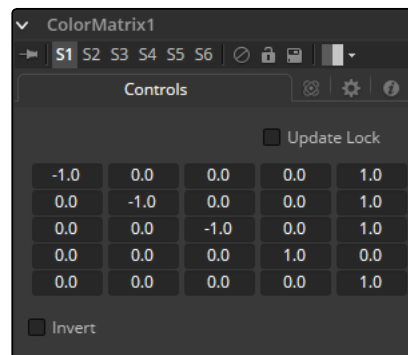 ColorMatrix1
S1 S2 S3 S4 S5 S6
Controls
Update Lock
-1.0 0.0 0.0 0.0 1.0
0.0 -1.0 0.0 0.0 1.0
0.0 0.0 -1.0 0.0 1.0
0.0 0.0 0.0 1.0 0.0
0.0 0.0 0.0 0.0 1.0
Invert